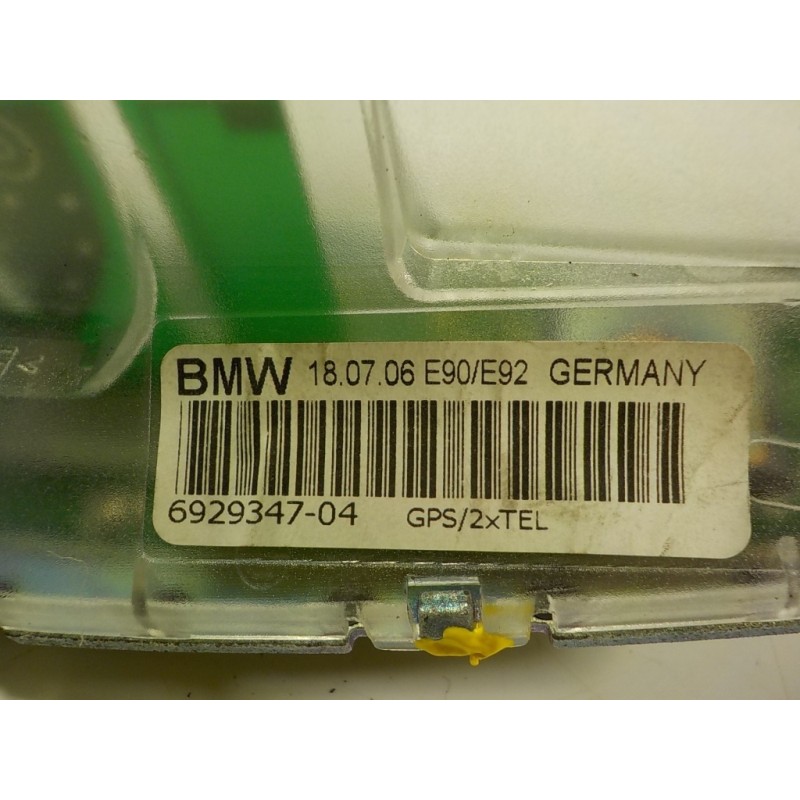 BMW 18.07.06 E90/E92 GERMANY
6929347-04 GPS/2xTEL